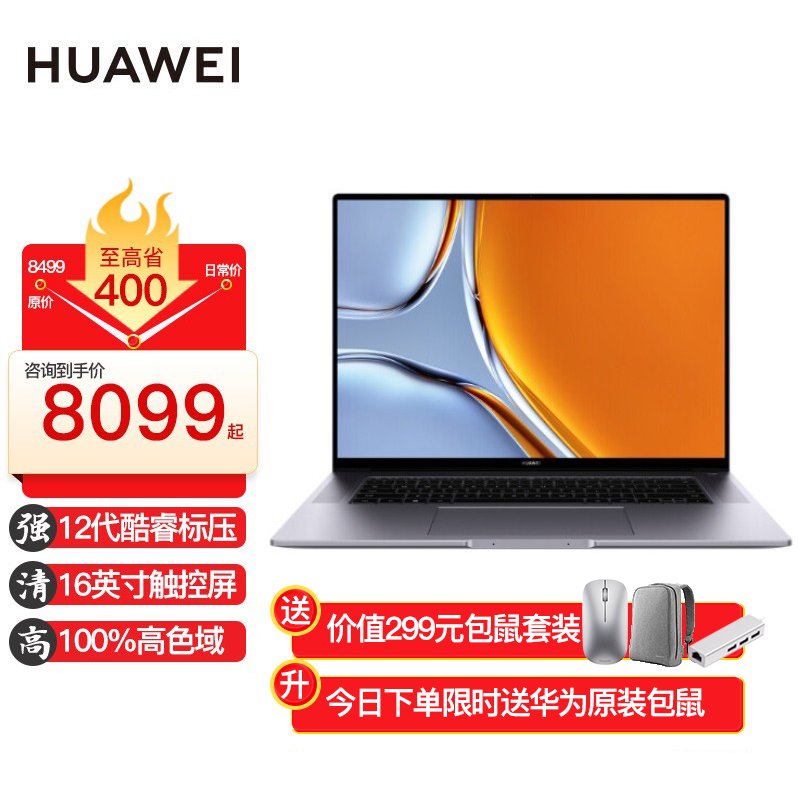 HUAWEI
至高省
400
8499
原价
日常价
咨询到手价
8099起
强 12代酷睿标压
清 16英寸触控屏
高 100%高色域
HUAWEI
送 价值299元包鼠套装
升 今日下单限时送华为原装包鼠